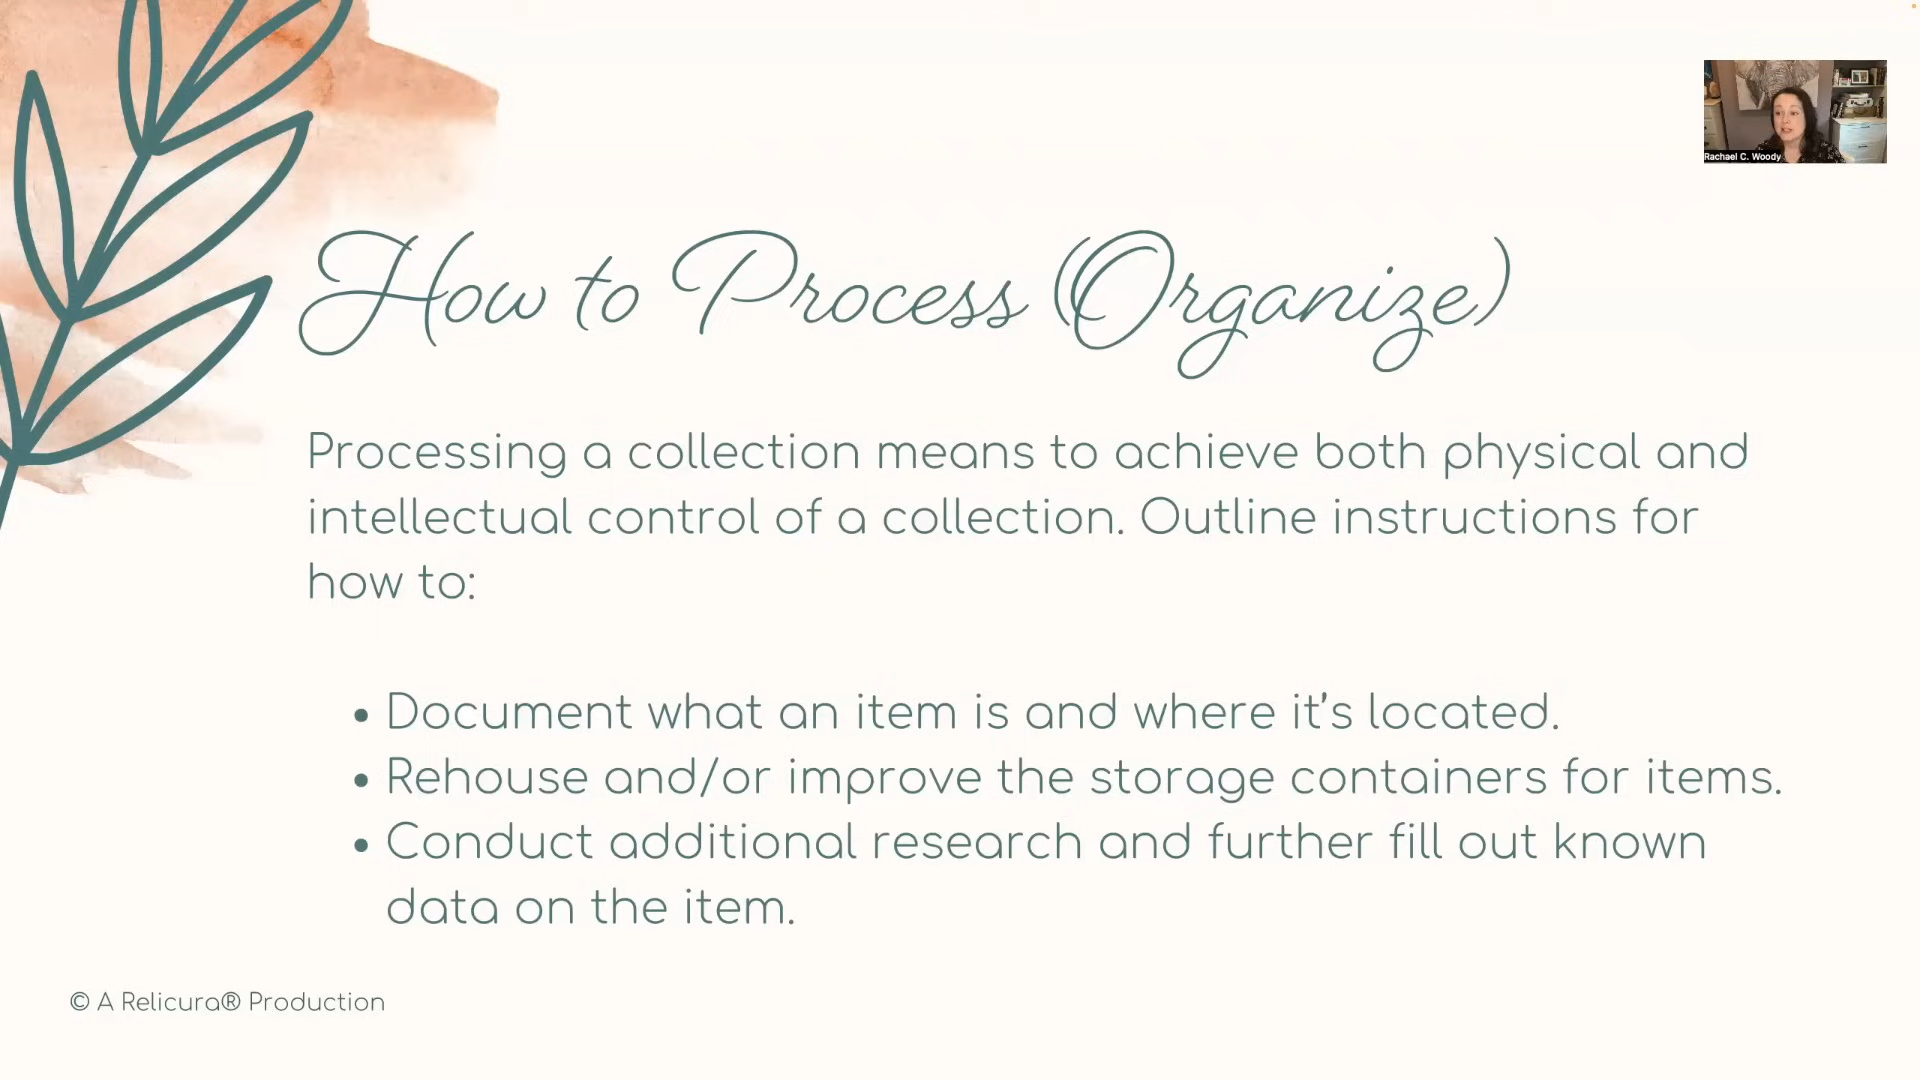 Rachael C. Woody
How to Process (Organize)
Processing a collection means to achieve both physical and
intellectual control of a collection. Outline instructions for
how to:
• Document what an item is and where it’s located.
• Rehouse and/or improve the storage containers for items.
• Conduct additional research and further fill out known
data on the item.
© A Relicura® Production